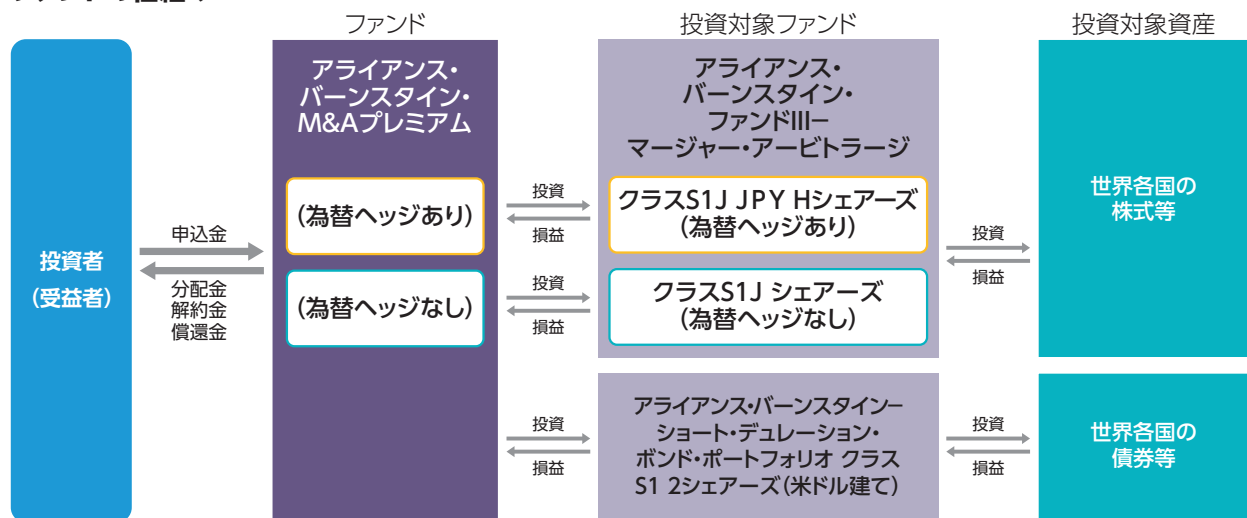 ファンド
投資対象ファンド
投資対象資産
投資者
(受益者)
申込金
分配金
解約金
償還金
アライアンス・
バーンスタイン・
M&Aプレミアム
(為替ヘッジあり)
(為替ヘッジなし)
投資
損益
投資
損益
投資
損益
アライアンス・
バーンスタイン・
ファンドIII−
マージャー・アービトラージ
クラスS1J JPY Hシェアーズ
(為替ヘッジあり)
クラスS1J シェアーズ
(為替ヘッジなし)
アライアンス・バーンスタイン−
ショート・デュレーション・
ボンド・ポートフォリオ クラス
S1 2シェアーズ(米ドル建て)
投資
損益
投資
損益
世界各国の
株式等
世界各国の
債券等